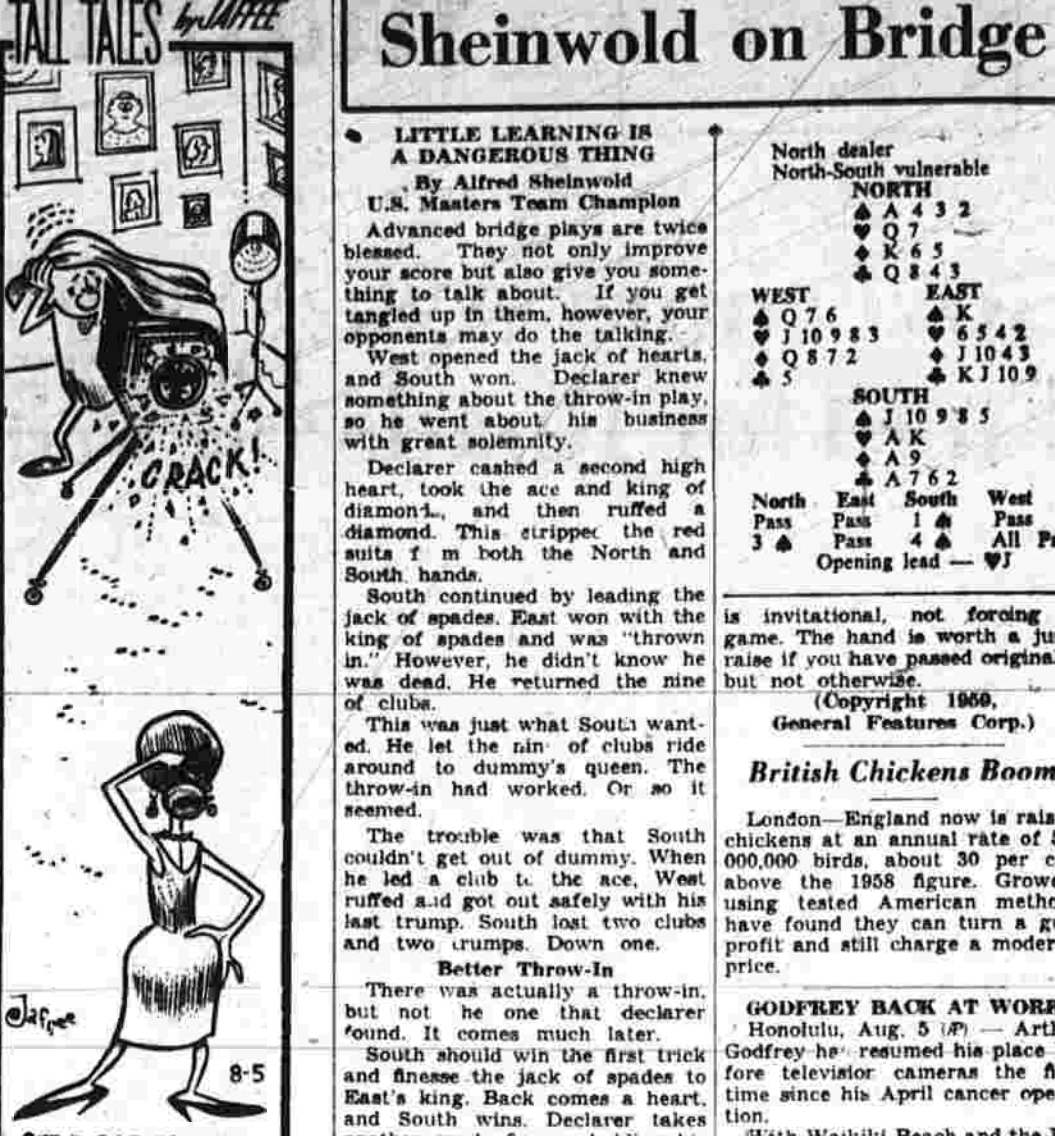 TALL TALES by JAFFEE
CRACK!
Jaffee
8-5
Sheinwold on Bridge
LITTLE LEARNING IS
A DANGEROUS THING
By Alfred Sheinwold
U.S. Masters Team Champion
Advanced bridge plays are twice
blessed. They not only improve
your score but also give you some-
thing to talk about. If you get
tangled up in them, however, your
opponents may do the talking.
West opened the jack of hearts,
and South won. Declarer knew
something about the throw-in play,
so he went about his business
with great solemnity.
Declarer cashed a second high
heart, took the ace and king of
and then ruffed a
diamond. This the red
suits both the North and
South hands.
South continued by leading the
jack of spades. East won with the
king of spades and was "thrown
in." However, he didn't know he
was dead. He returned the nine
of clubs.
This was just what South want-
ed. He let the of clubs ride
around to dummy's queen. The
throw-in had worked. Or so it
seemed.
The trouble was that South
couldn't get out of dummy. When
he led a club the ace, West
ruffed and got out safely with his
last trump. South lost two clubs
and two trumps. Down one.
Better Throw-In
There was actually a throw-in,
but not he one that declarer
found. It comes much later.
South should win the first trick
and finesse the jack of spades to
East's king. Back comes a heart,
and South wins. Declarer takes
North dealer
North-South vulnerable
NORTH
♠ A 4 3 2
♥ Q 7
♦ K 6 5
♣ Q 8 4 3
WEST EAST
♠ Q 7 6 ♠ K
♥ J 10 9 8 3 ♥ 6 5 4 2
♦ Q 8 7 2 ♦ J 10 4 3
♣ 5 ♣ K J 10 9
SOUTH
♠ J 10 9 8 5
♥ A K
♦ A 9
♣ A 7 6 2
North East South West
Pass Pass 1 ♠ Pass
3 ♠ Pass 4 ♠ All
Opening lead — ♥J
is invitational, not forcing
game. The hand is worth a
raise if you have passed
but not otherwise.
(Copyright 1959,
General Features Corp.)
British Chickens Boom
London—England now is
chickens at an annual rate of
000,000 birds, about 30 per
above the 1958 figure.
using tested American
have found they can turn a
profit and still charge a
price.
GODFREY BACK AT WORK
Honolulu, Aug. 5 (AP) —
Godfrey resumed his place
fore cameras the
time since his April cancer
tion.
With Waikiki Beach and the